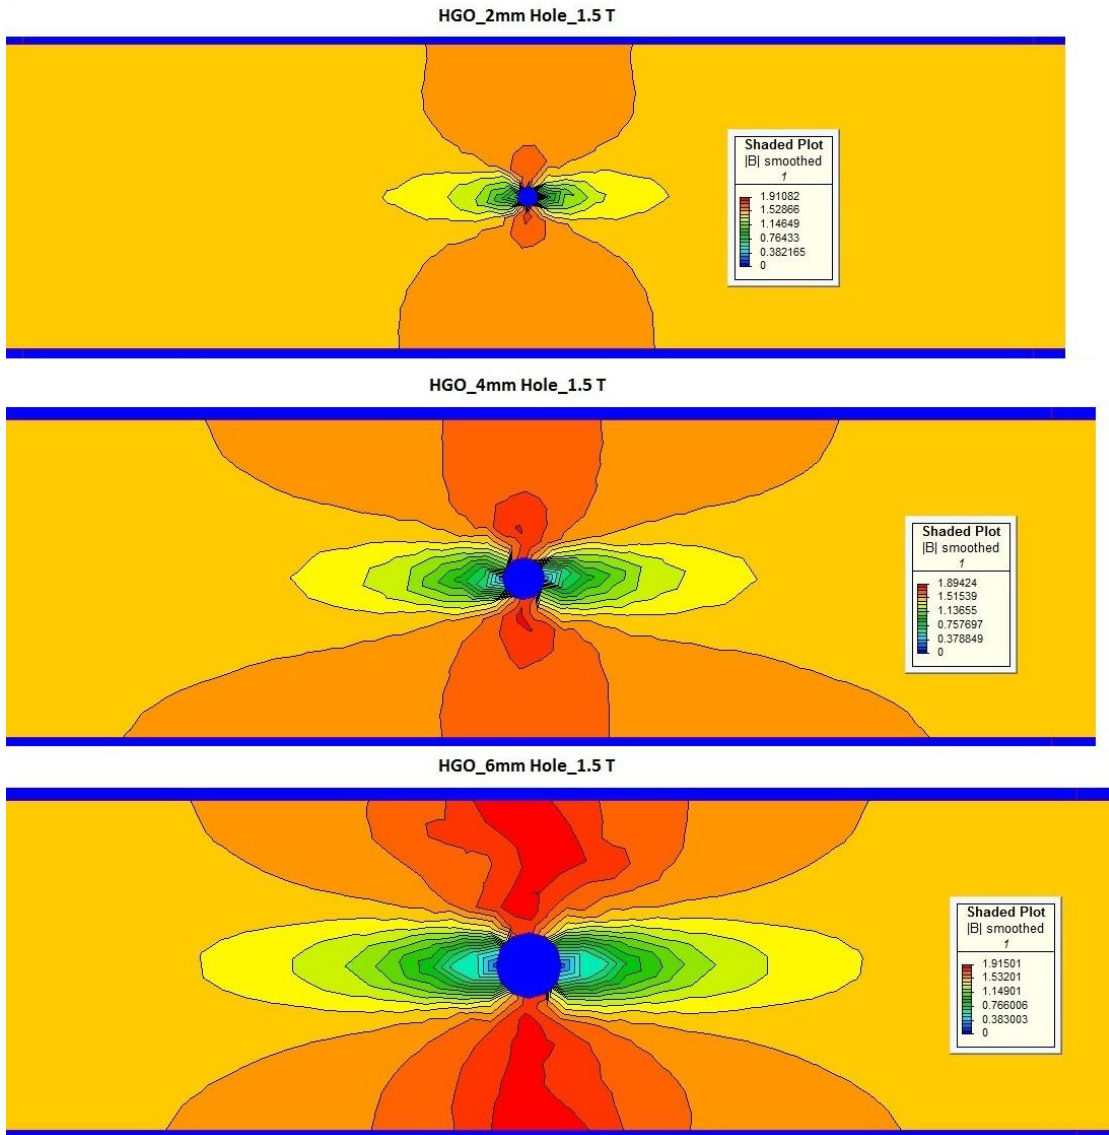 HGO_2mm Hole_1.5 T
Shaded Plot
|B| smoothed
1
1.91082
1.52866
1.14649
0.76433
0.382165
0
HGO_4mm Hole_1.5 T
Shaded Plot
|B| smoothed
1
1.89424
1.51539
1.13655
0.757697
0.378849
0
HGO_6mm Hole_1.5 T
Shaded Plot
|B| smoothed
1
1.91501
1.53201
1.14901
0.766006
0.383003
0